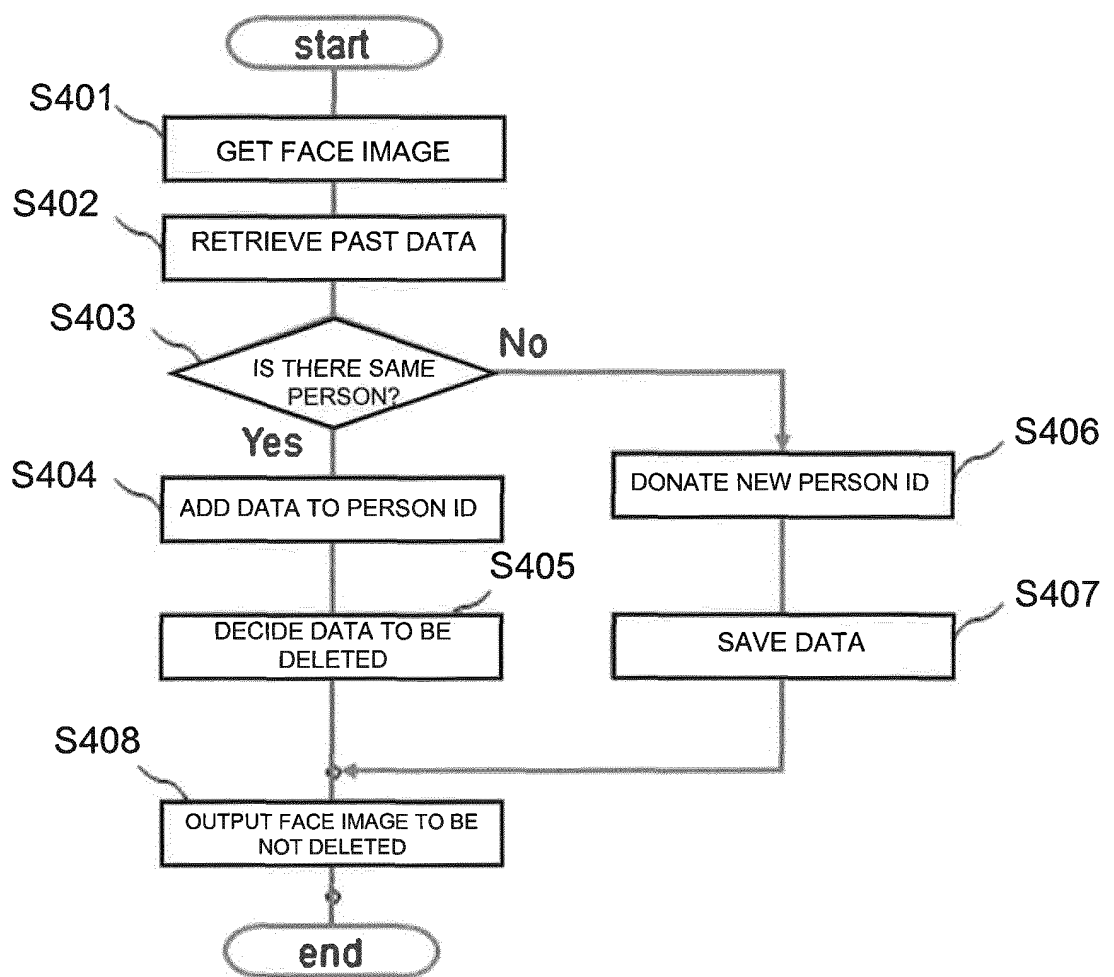 start
S401
GET FACE IMAGE
S402
RETRIEVE PAST DATA
S403
IS THERE SAME
PERSON?
No
Yes
S404
ADD DATA TO PERSON ID
S406
DONATE NEW PERSON ID
S405
DECIDE DATA TO BE
DELETED
S407
SAVE DATA
S408
OUTPUT FACE IMAGE TO BE
NOT DELETED
end